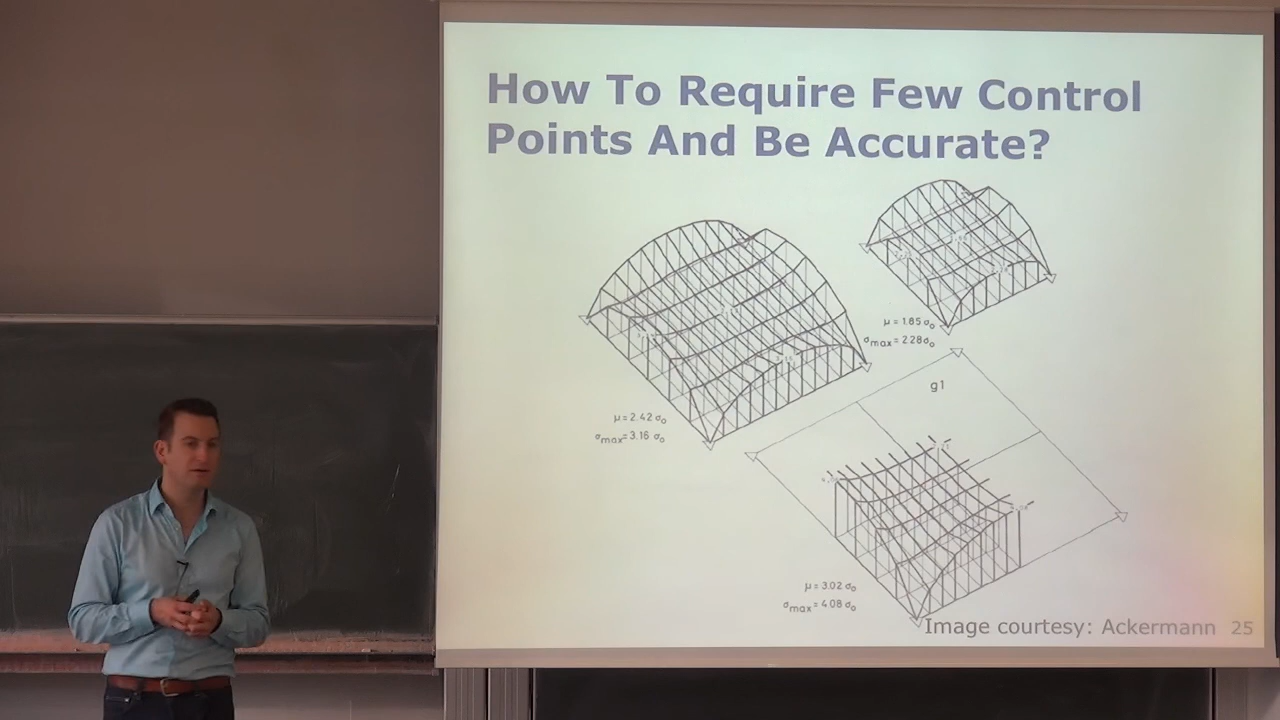 How To Require Few Control
Points And Be Accurate?
μ = 1.85 σ₀
σmax = 2.28 σ₀
g1
μ = 2.42 σ₀
σmax = 3.16 σ₀
μ = 3.02 σ₀
σmax = 4.08 σ₀
Image courtesy: Ackermann 25